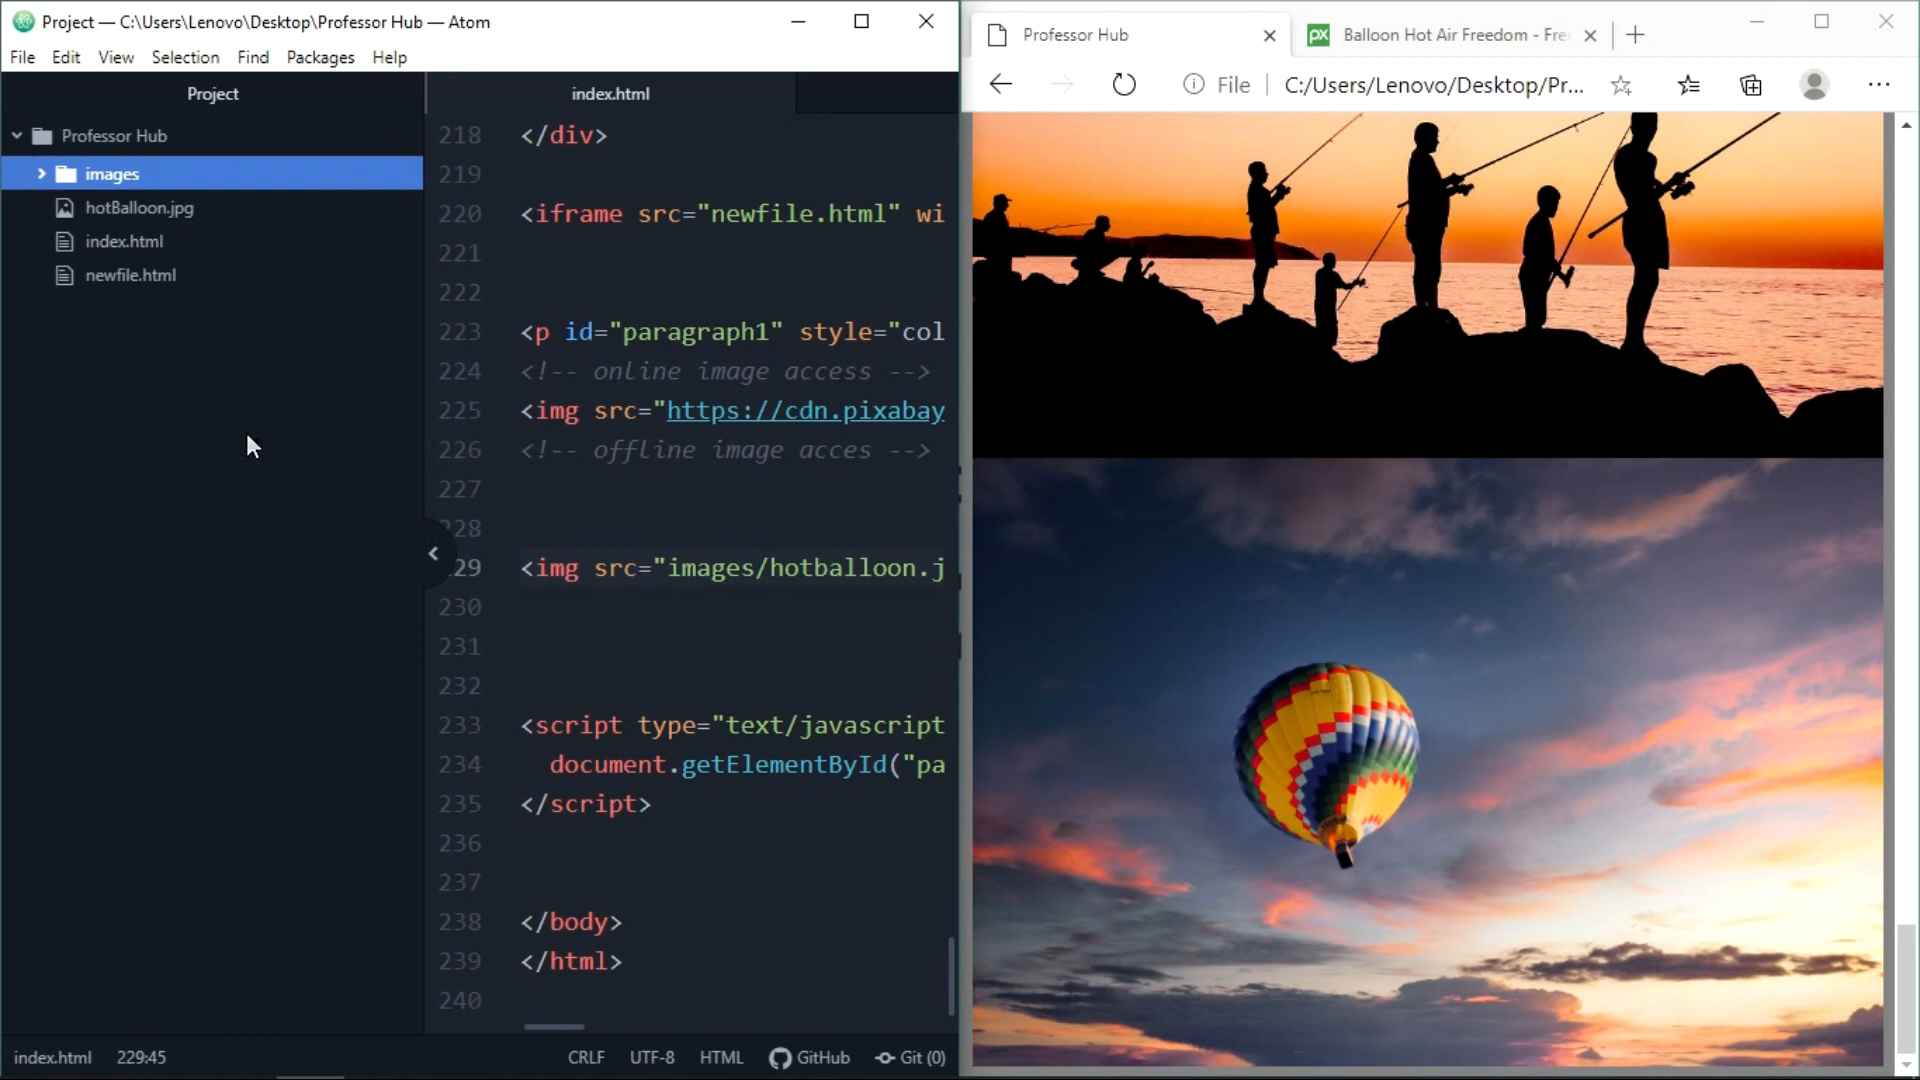 Project — C:\Users\Lenovo\Desktop\Professor Hub — Atom
File Edit View Selection Find Packages Help
Project
Professor Hub
images
hotBalloon.jpg
index.html
newfile.html
index.html
218 </div>
219
220 <iframe src="newfile.html" wi
221
222
223 <p id="paragraph1" style="col
224 <!-- online image access -->
225 <img src="https://cdn.pixabay
226 <!-- offline image acces -->
227
228
229 <img src="images/hotballoon.j
230
231
232
233 <script type="text/javascript
234 document.getElementById("pa
235 </script>
236
237
238 </body>
239 </html>
240
index.html 229:45 CRLF UTF-8 HTML GitHub Git (0)
Professor Hub
px Balloon Hot Air Freedom - Fre
File C:/Users/Lenovo/Desktop/Pr...